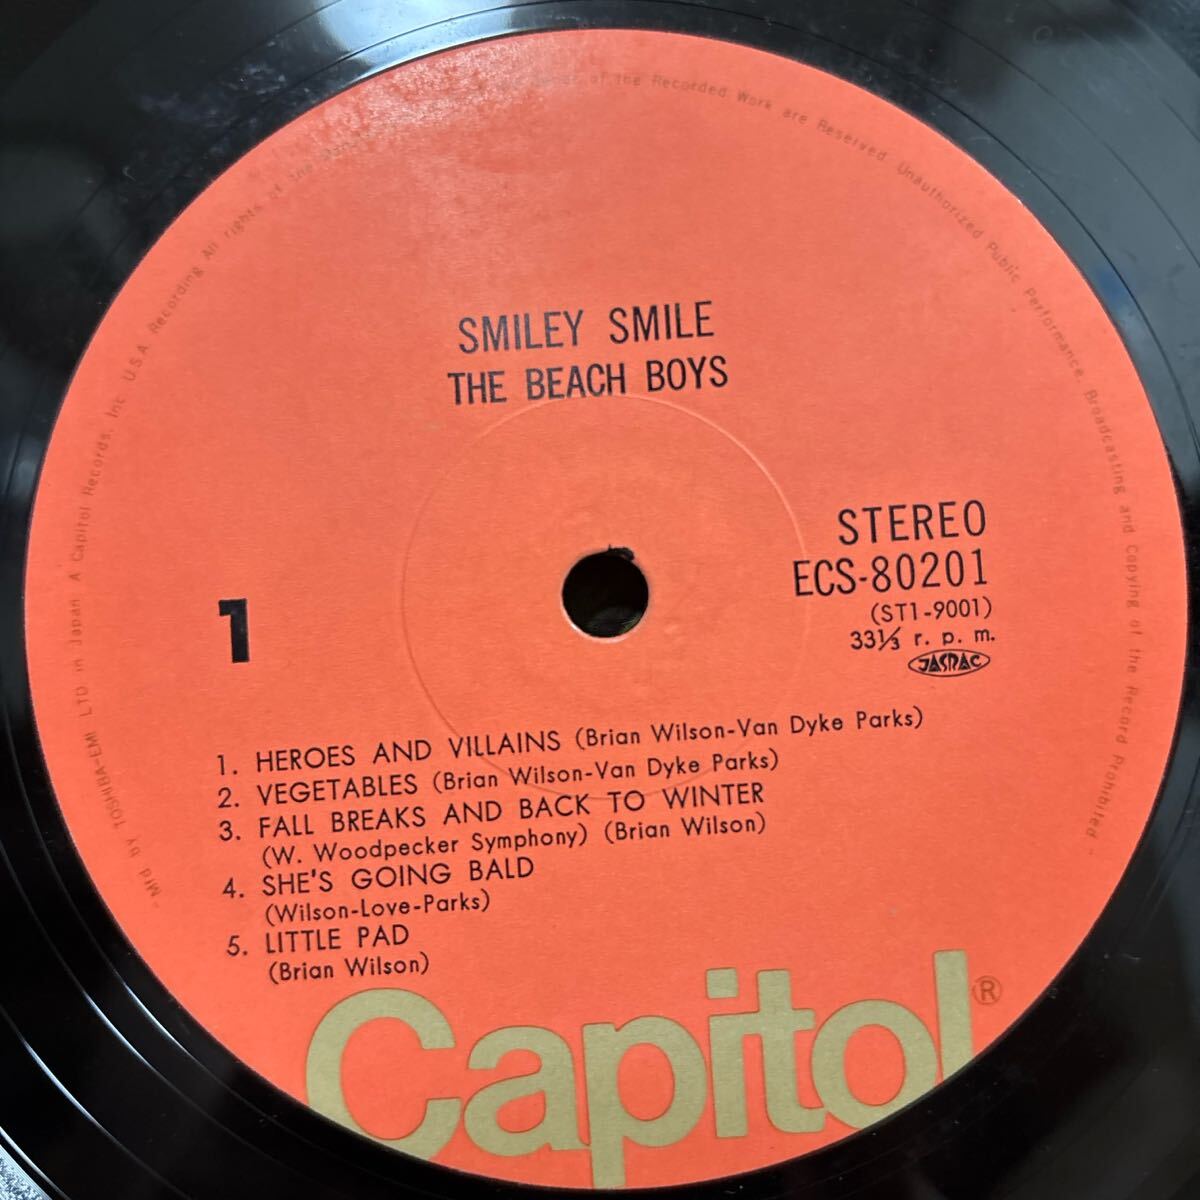 "Mfd by TOSHIBA-EMI LTD in Japan A Capitol Records, Inc U.S.A. Recording All rights of the of the Recorded Work are Reserved Unauthorized Public Performance, Broadcasting and Copying of the Record Prohibited -
SMILEY SMILE
THE BEACH BOYS
STEREO
ECS-80201
(ST1-9001)
33⅓ r. p. m.
JASRAC
1
1. HEROES AND VILLAINS (Brian Wilson-Van Dyke Parks)
2. VEGETABLES (Brian Wilson-Van Dyke Parks)
3. FALL BREAKS AND BACK TO WINTER
(W. Woodpecker Symphony) (Brian Wilson)
4. SHE'S GOING BALD
(Wilson-Love-Parks)
5. LITTLE PAD
(Brian Wilson)
Capitol®